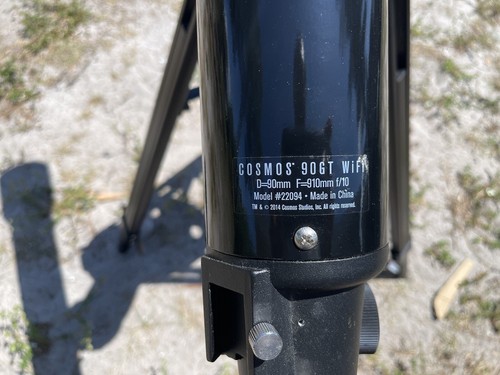 COSMOS® 90GT WiFi
D=90mm F=910mm f/10
Model #22094 • Made in China
TM & © 2014 Cosmos Studios, Inc. All rights reserved.